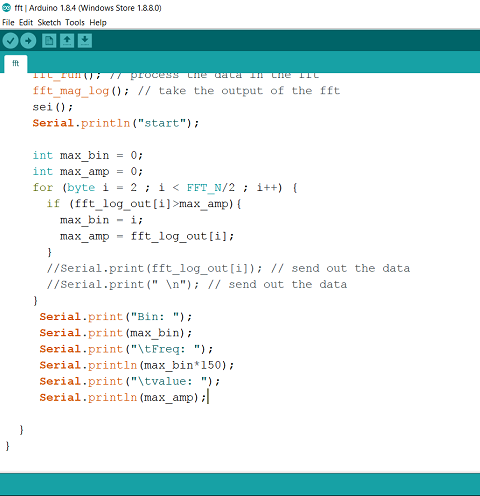 fft | Arduino 1.8.4 (Windows Store 1.8.8.0)
File Edit Sketch Tools Help
fft
fft_run(); // process the data in the fft
fft_mag_log(); // take the output of the fft
sei();
Serial.println("start");
int max_bin = 0;
int max_amp = 0;
for (byte i = 2 ; i < FFT_N/2 ; i++) {
if (fft_log_out[i]>max_amp){
max_bin = i;
max_amp = fft_log_out[i];
}
//Serial.print(fft_log_out[i]); // send out the data
//Serial.print(" \n"); // send out the data
}
Serial.print("Bin: ");
Serial.print(max_bin);
Serial.print("\tFreq: ");
Serial.println(max_bin*150);
Serial.print("\tvalue: ");
Serial.println(max_amp);
}
}